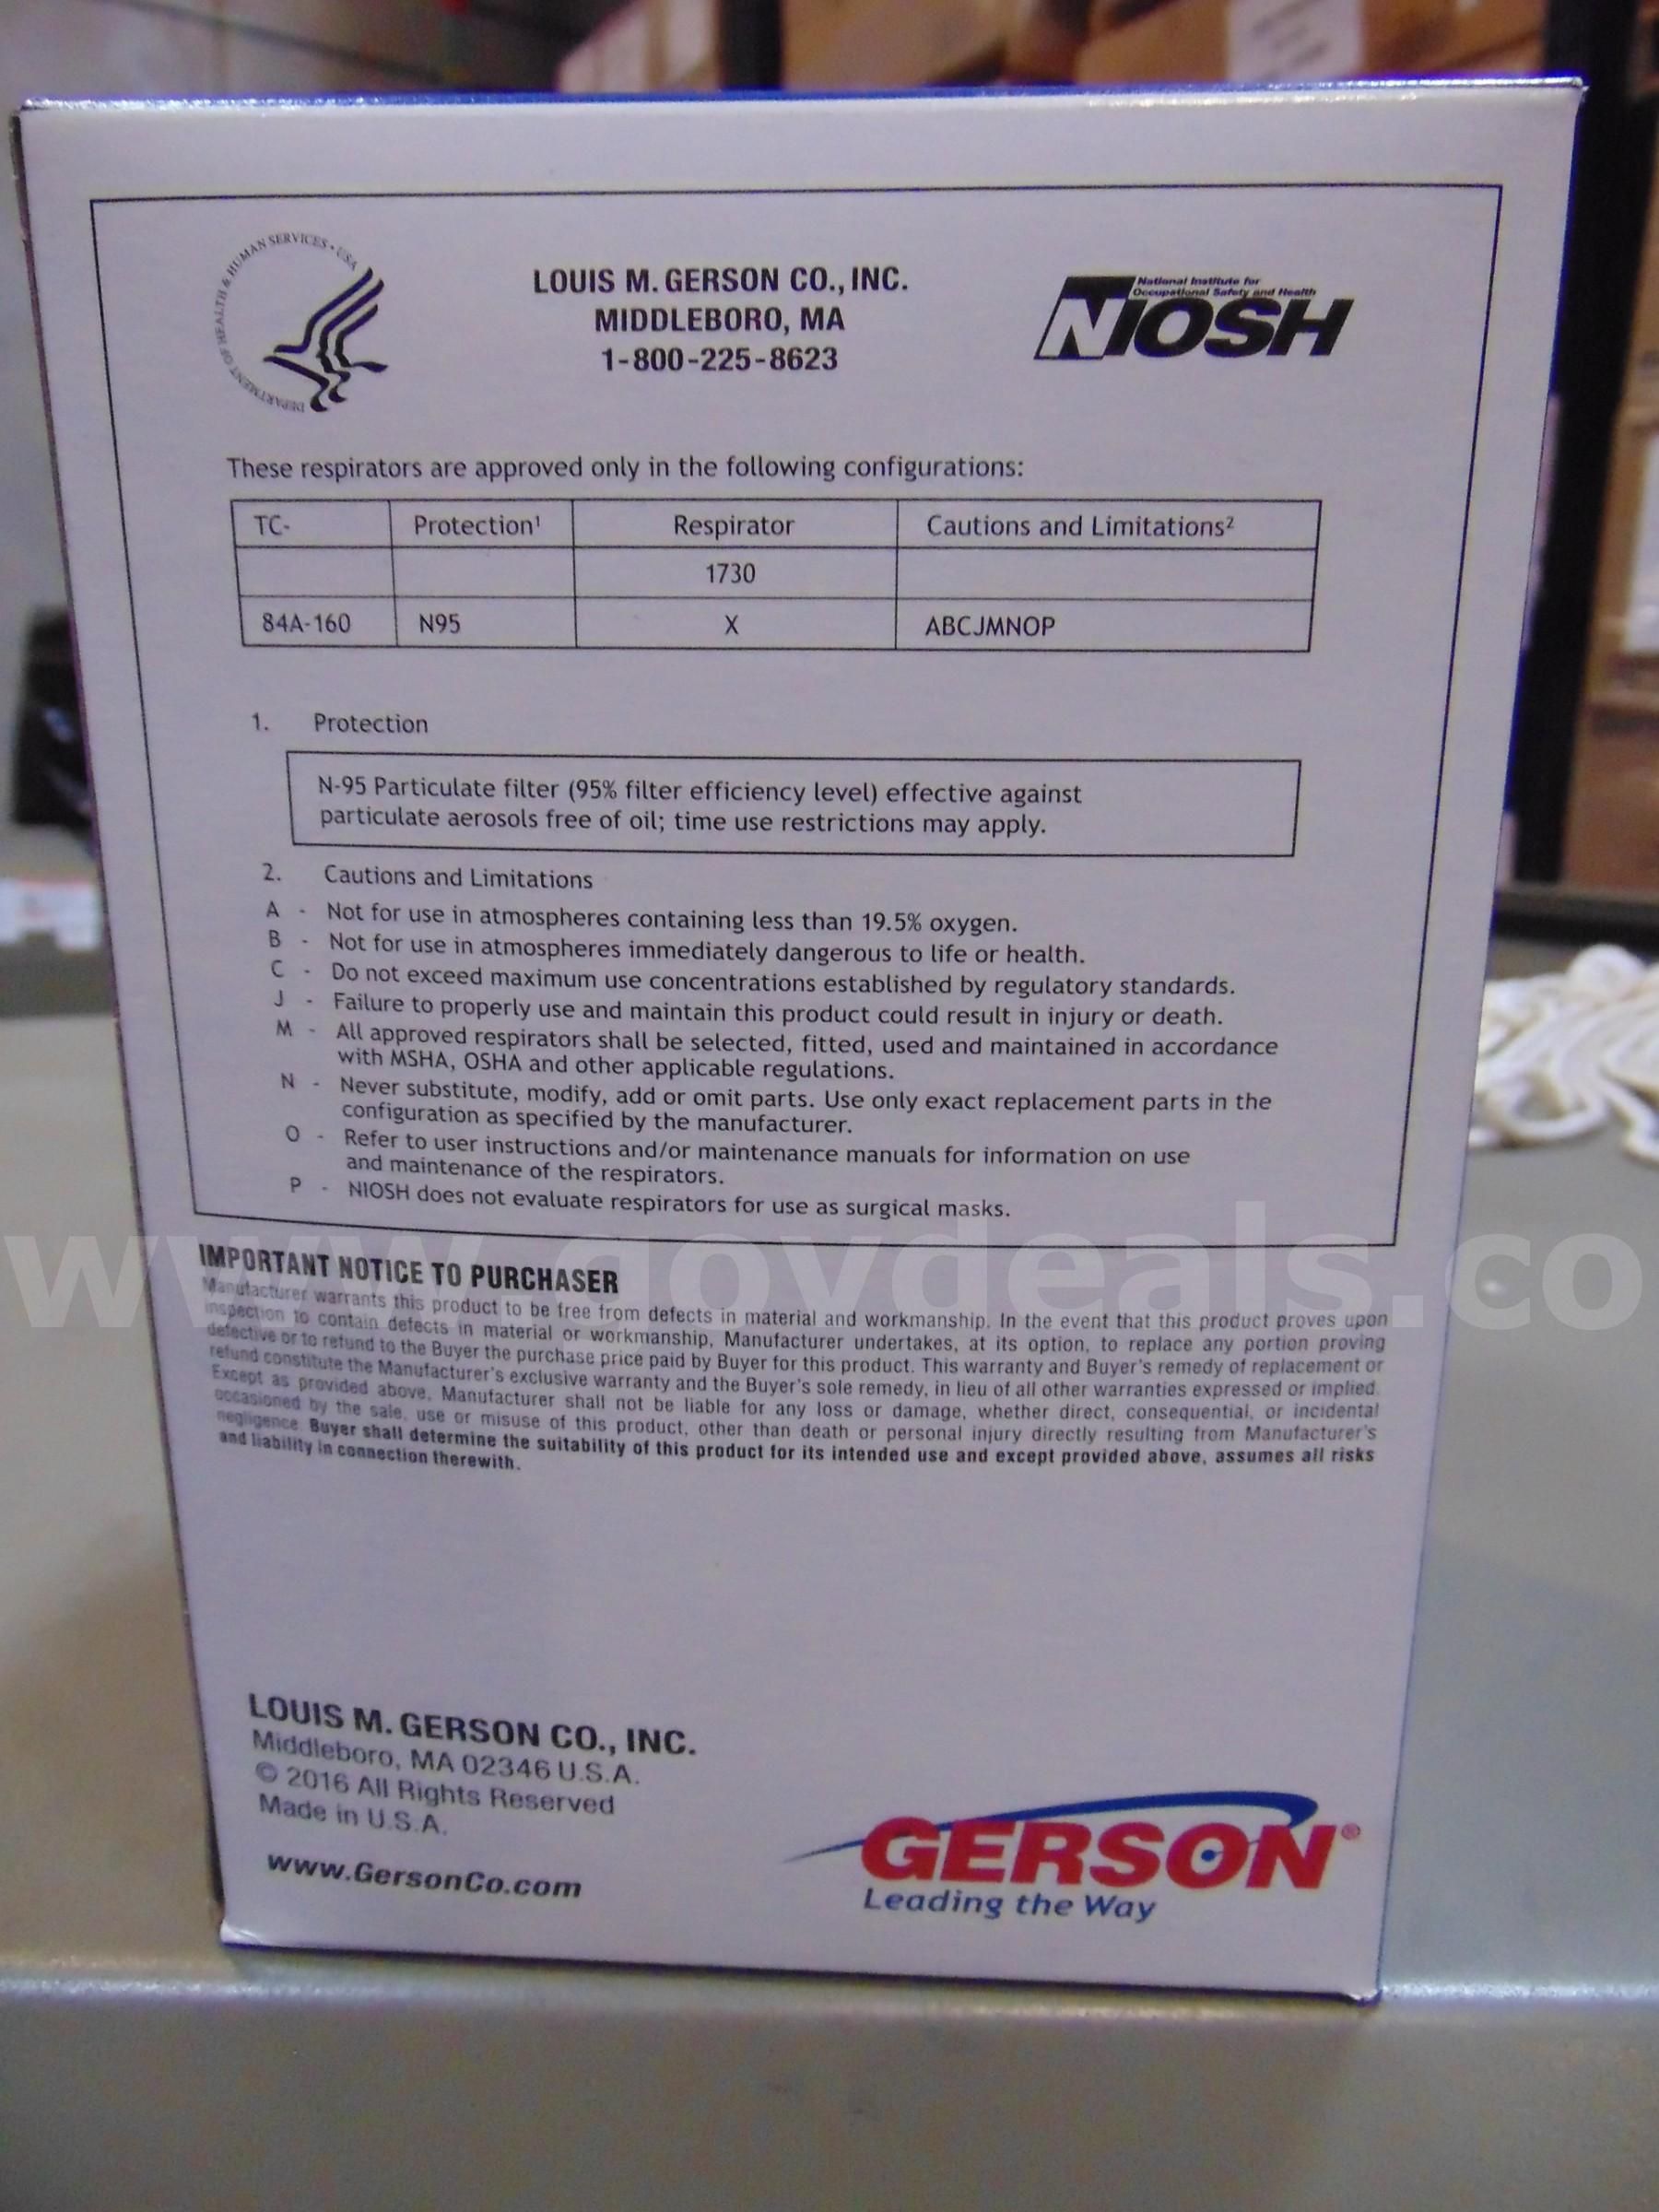 DEPARTMENT OF HEALTH & HUMAN SERVICES • USA
LOUIS M. GERSON CO., INC.
MIDDLEBORO, MA
1-800-225-8623
National Institute for
Occupational Safety and Health
NIOSH
These respirators are approved only in the following configurations:
TC- Protection¹ Respirator Cautions and Limitations²
1730
84A-160 N95 X ABCJMNOP
1. Protection
N-95 Particulate filter (95% filter efficiency level) effective against
particulate aerosols free of oil; time use restrictions may apply.
2. Cautions and Limitations
A - Not for use in atmospheres containing less than 19.5% oxygen.
B - Not for use in atmospheres immediately dangerous to life or health.
C - Do not exceed maximum use concentrations established by regulatory standards.
J - Failure to properly use and maintain this product could result in injury or death.
M - All approved respirators shall be selected, fitted, used and maintained in accordance
with MSHA, OSHA and other applicable regulations.
N - Never substitute, modify, add or omit parts. Use only exact replacement parts in the
configuration as specified by the manufacturer.
O - Refer to user instructions and/or maintenance manuals for information on use
and maintenance of the respirators.
P - NIOSH does not evaluate respirators for use as surgical masks.
www.govdeals.co
IMPORTANT NOTICE TO PURCHASER
Manufacturer warrants this product to be free from defects in material and workmanship. In the event that this product proves upon
inspection to contain defects in material or workmanship, Manufacturer undertakes, at its option, to replace any portion proving
defective or to refund to the Buyer the purchase price paid by Buyer for this product. This warranty and Buyer's remedy of replacement or
refund constitute the Manufacturer's exclusive warranty and the Buyer's sole remedy, in lieu of all other warranties expressed or implied.
Except as provided above, Manufacturer shall not be liable for any loss or damage, whether direct, consequential, or incidental
occasioned by the sale, use or misuse of this product, other than death or personal injury directly resulting from Manufacturer's
negligence. Buyer shall determine the suitability of this product for its intended use and except provided above, assumes all risks
and liability in connection therewith.
LOUIS M. GERSON CO., INC.
Middleboro, MA 02346 U.S.A.
© 2016 All Rights Reserved
Made in U.S.A.
www.GersonCo.com
GERSON®
Leading the Way